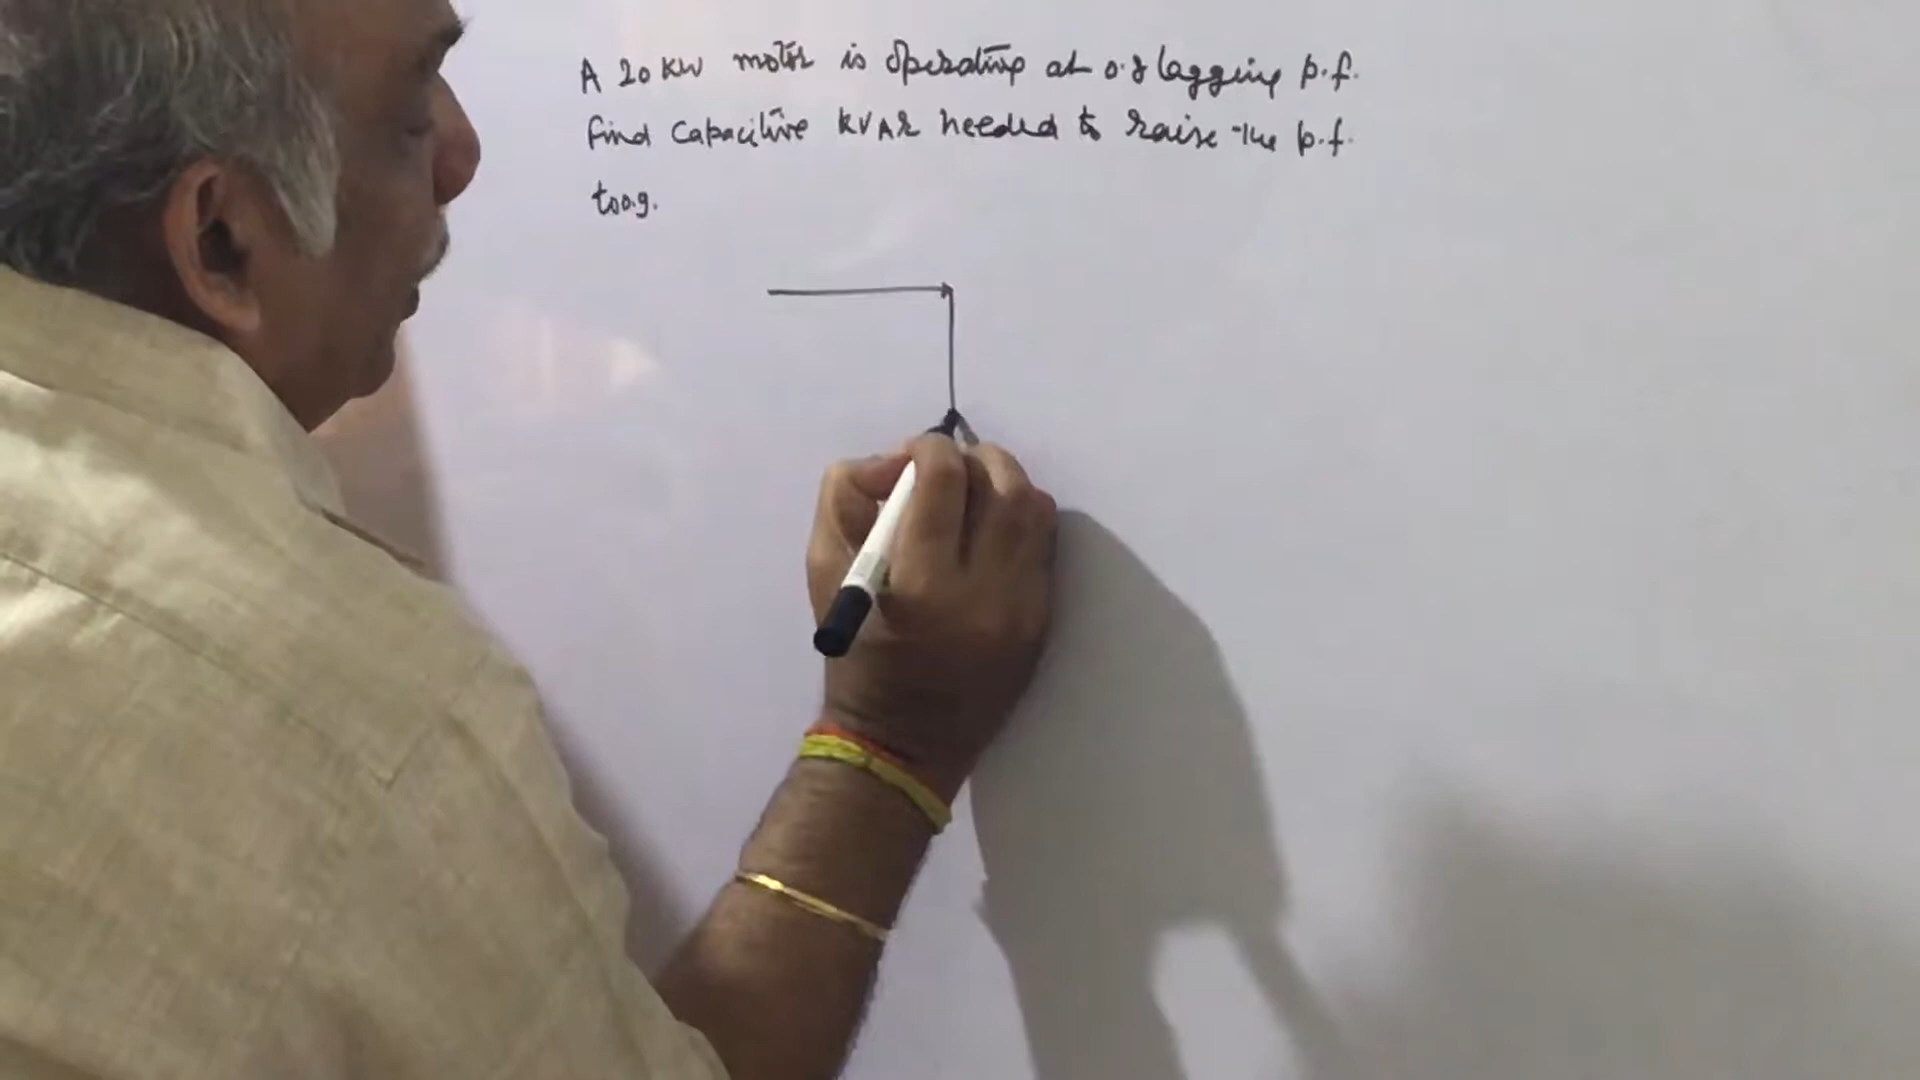 A 20 KW motor is operating at 0.8 lagging p.f.
find capacitive KVAR needed to raise the p.f.
to 0.9.